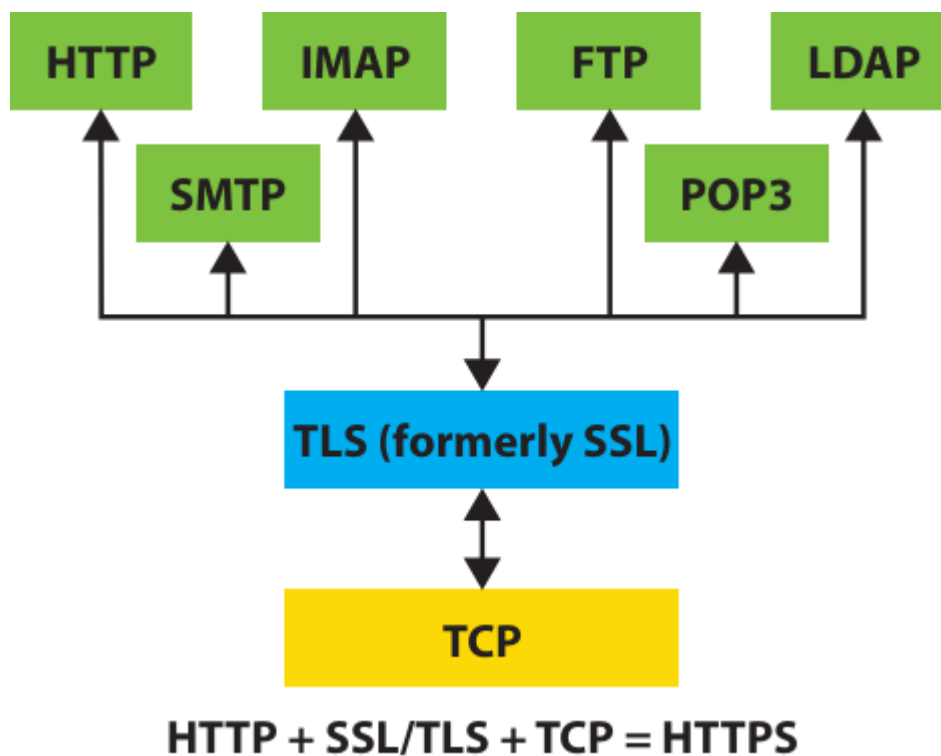 HTTP IMAP FTP LDAP
SMTP POP3
TLS (formerly SSL)
TCP
HTTP + SSL/TLS + TCP = HTTPS